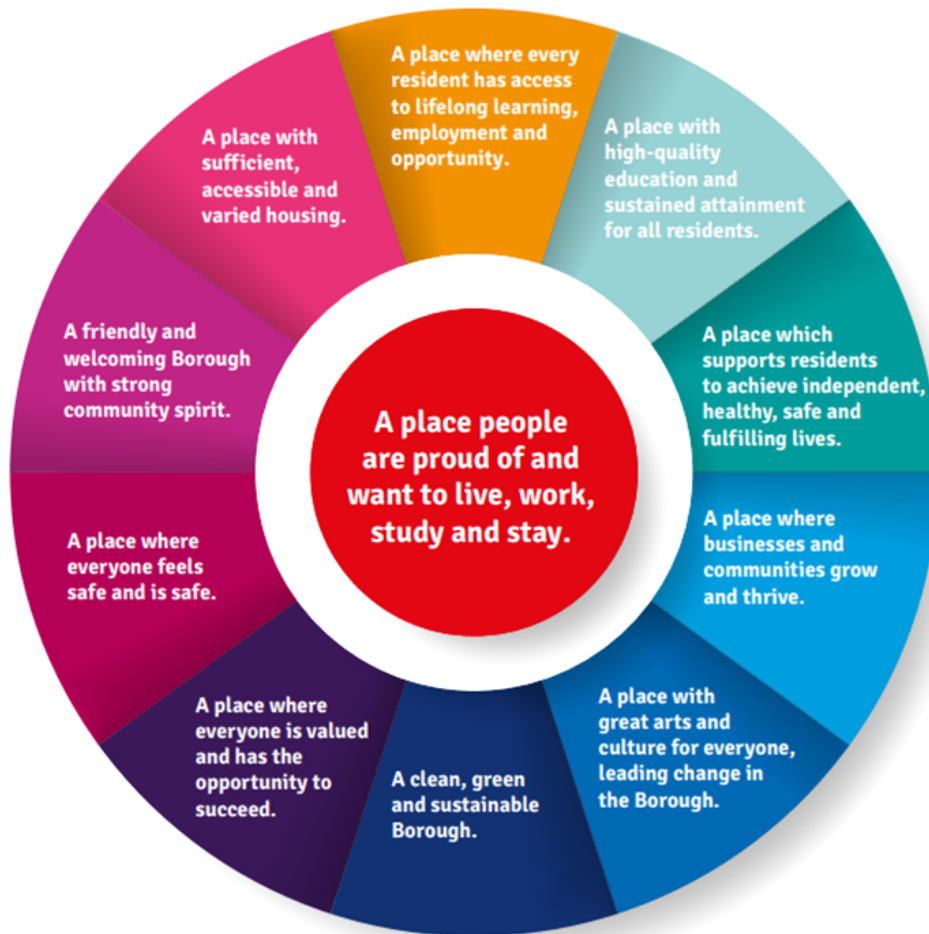 A place where every
resident has access
to lifelong learning,
employment and
opportunity.
A place with
high-quality
education and
sustained attainment
for all residents.
A place which
supports residents
to achieve independent,
healthy, safe and
fulfilling lives.
A place where
businesses and
communities grow
and thrive.
A place with
great arts and
culture for everyone,
leading change in
the Borough.
A clean, green
and sustainable
Borough.
A place where
everyone is valued
and has the
opportunity to
succeed.
A place where
everyone feels
safe and is safe.
A friendly and
welcoming Borough
with strong
community spirit.
A place with
sufficient,
accessible and
varied housing.
A place people
are proud of and
want to live, work,
study and stay.